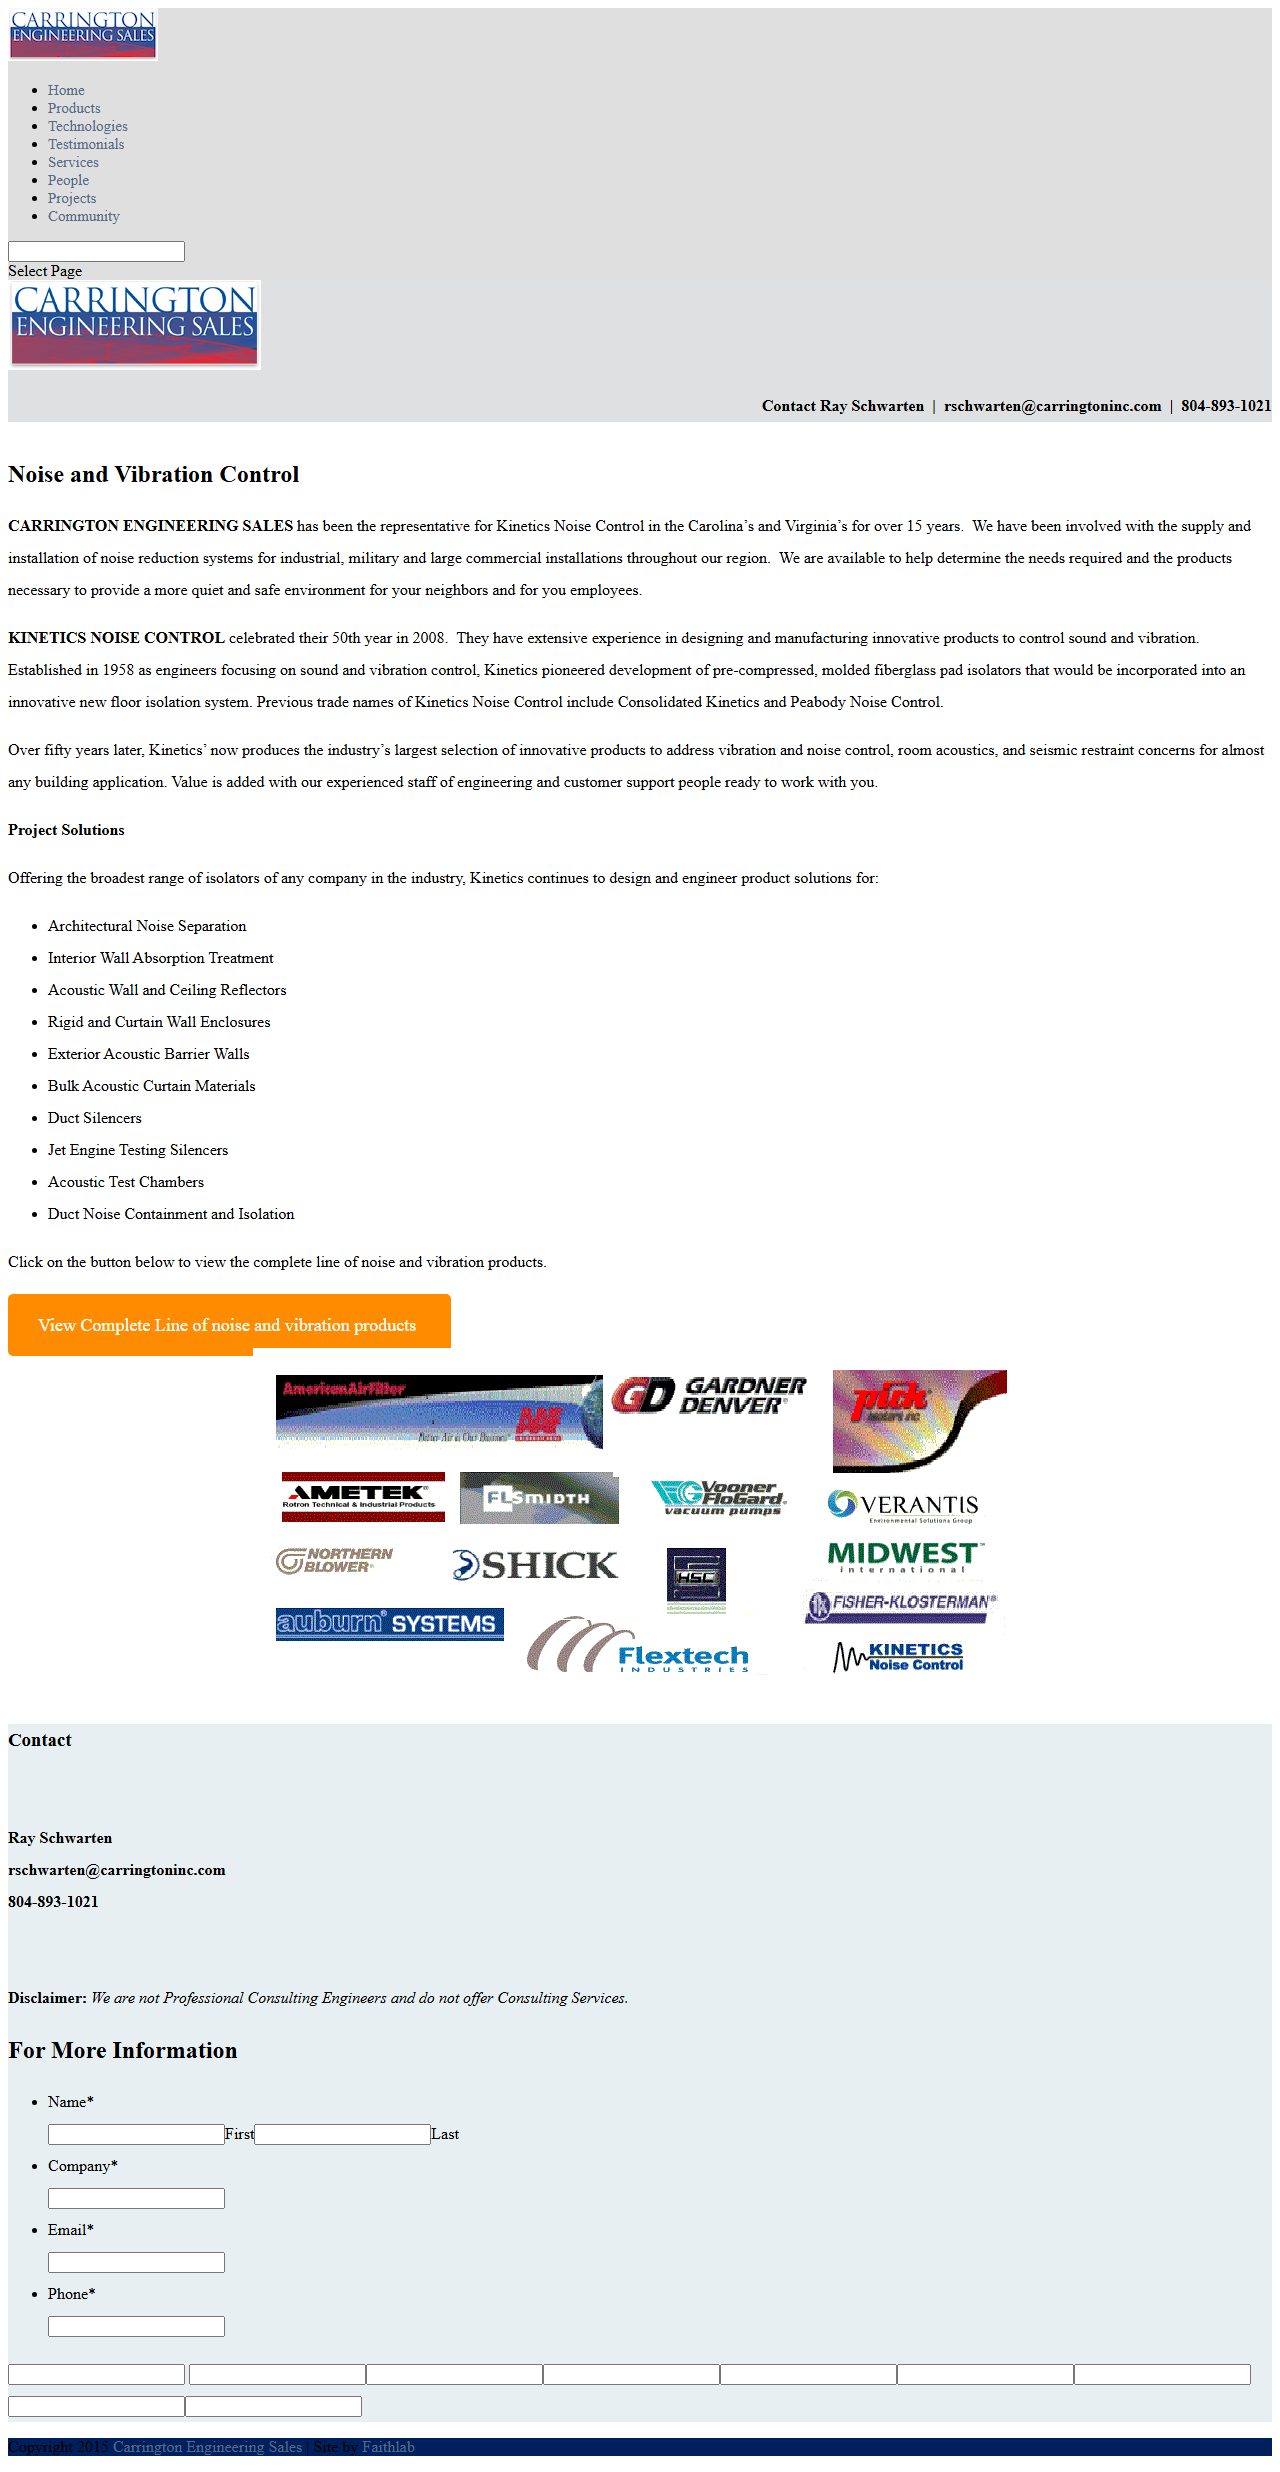 CARRINGTON
ENGINEERING SALES
Home
Products
Technologies
Testimonials
Services
People
Projects
Community
Select Page
CARRINGTON
ENGINEERING SALES
Contact Ray Schwarten | rschwarten@carringtoninc.com | 804-893-1021
Noise and Vibration Control
CARRINGTON ENGINEERING SALES has been the representative for Kinetics Noise Control in the Carolina’s and Virginia’s for over 15 years.  We have been involved with the supply and
installation of noise reduction systems for industrial, military and large commercial installations throughout our region.  We are available to help determine the needs required and the products
necessary to provide a more quiet and safe environment for your neighbors and for you employees.
KINETICS NOISE CONTROL celebrated their 50th year in 2008.  They have extensive experience in designing and manufacturing innovative products to control sound and vibration.
Established in 1958 as engineers focusing on sound and vibration control, Kinetics pioneered development of pre-compressed, molded fiberglass pad isolators that would be incorporated into an
innovative new floor isolation system. Previous trade names of Kinetics Noise Control include Consolidated Kinetics and Peabody Noise Control.
Over fifty years later, Kinetics’ now produces the industry’s largest selection of innovative products to address vibration and noise control, room acoustics, and seismic restraint concerns for almost
any building application. Value is added with our experienced staff of engineering and customer support people ready to work with you.
Project Solutions
Offering the broadest range of isolators of any company in the industry, Kinetics continues to design and engineer product solutions for:
Architectural Noise Separation
Interior Wall Absorption Treatment
Acoustic Wall and Ceiling Reflectors
Rigid and Curtain Wall Enclosures
Exterior Acoustic Barrier Walls
Bulk Acoustic Curtain Materials
Duct Silencers
Jet Engine Testing Silencers
Acoustic Test Chambers
Duct Noise Containment and Isolation
Click on the button below to view the complete line of noise and vibration products.
View Complete Line of noise and vibration products
AmericanAirFilter
Better Air is Our Business
AAF
GD GARDNER
DENVER
Pick
AMETEK
Rotron Technical & Industrial Products
FLSMIDTH
Vooner
FloGard
vacuum pumps
VERANTIS
Environmental Solutions Group
NORTHERN
BLOWER
SHICK
HSC
MIDWEST
international
FISHER-KLOSTERMAN
auburn SYSTEMS
Flextech
INDUSTRIES
KINETICS
Noise Control
Contact
Ray Schwarten
rschwarten@carringtoninc.com
804-893-1021
Disclaimer: We are not Professional Consulting Engineers and do not offer Consulting Services.
For More Information
Name*
First Last
Company*
Email*
Phone*
Copyright 2015 Carrington Engineering Sales | Site by Faithlab